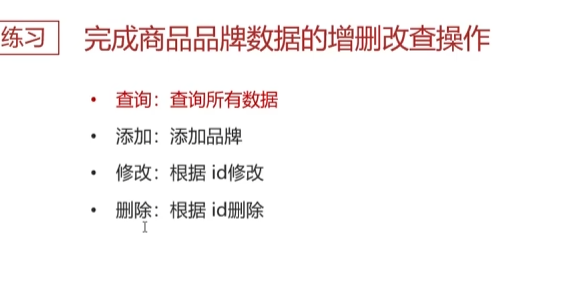 练习
完成商品品牌数据的增删改查操作
• 查询：查询所有数据
• 添加：添加品牌
• 修改：根据 id修改
• 删除：根据 id删除